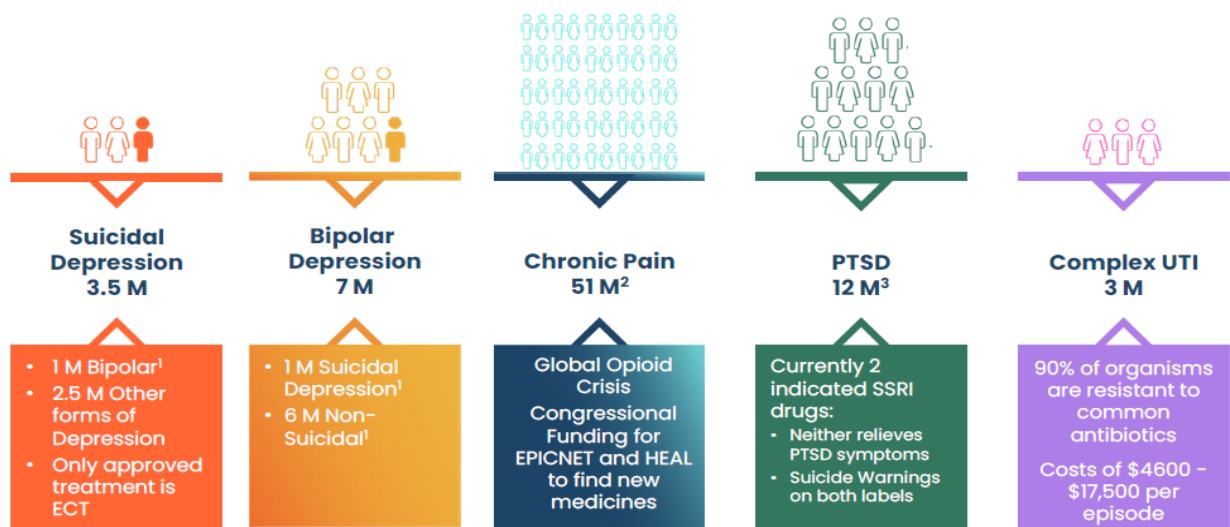 Suicidal
Depression
3.5 M
Bipolar
Depression
7 M
Chronic Pain
51 M²
PTSD
12 M³
Complex UTI
3 M
• 1 M Bipolar¹
• 2.5 M Other
forms of
Depression
• Only approved
treatment is
ECT
• 1 M Suicidal
Depression¹
• 6 M Non-
Suicidal¹
Global Opioid
Crisis
Congressional
Funding for
EPICNET and HEAL
to find new
medicines
Currently 2
indicated SSRI
drugs:
• Neither relieves
PTSD symptoms
• Suicide Warnings
on both labels
90% of organisms
are resistant to
common
antibiotics
Costs of $4600 -
$17,500 per
episode